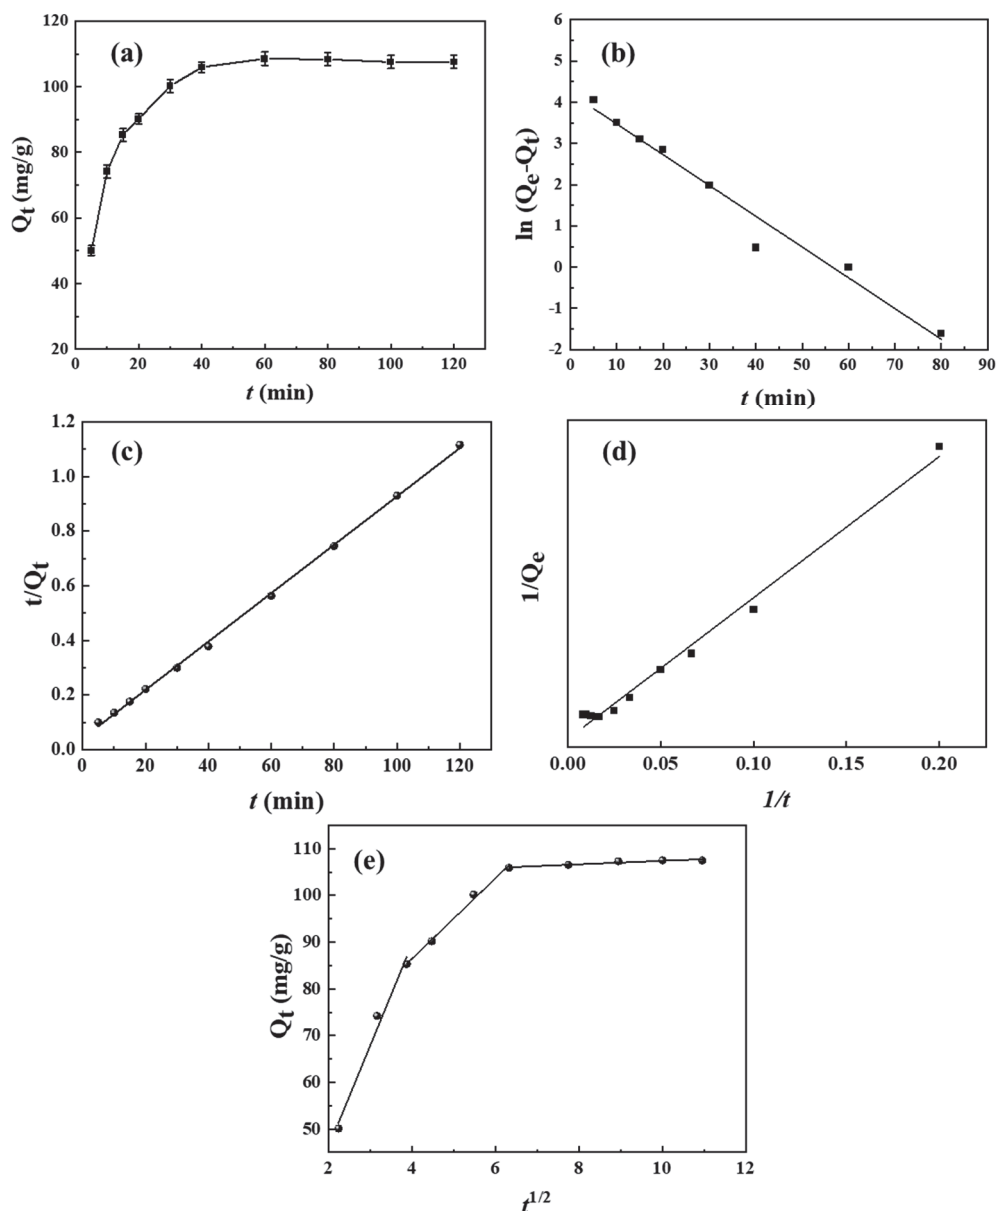 (a)
Qt (mg/g)
120
100
80
60
40
20
0 20 40 60 80 100 120
t (min)
(b)
ln (Qe-Qt)
6
5
4
3
2
1
0
-1
-2
0 10 20 30 40 50 60 70 80 90
t (min)
(c)
t/Qt
1.2
1.0
0.8
0.6
0.4
0.2
0.0
0 20 40 60 80 100 120
t (min)
(d)
1/Qe
0.00 0.05 0.10 0.15 0.20
1/t
(e)
Qt (mg/g)
110
100
90
80
70
60
50
2 4 6 8 10 12
t1/2